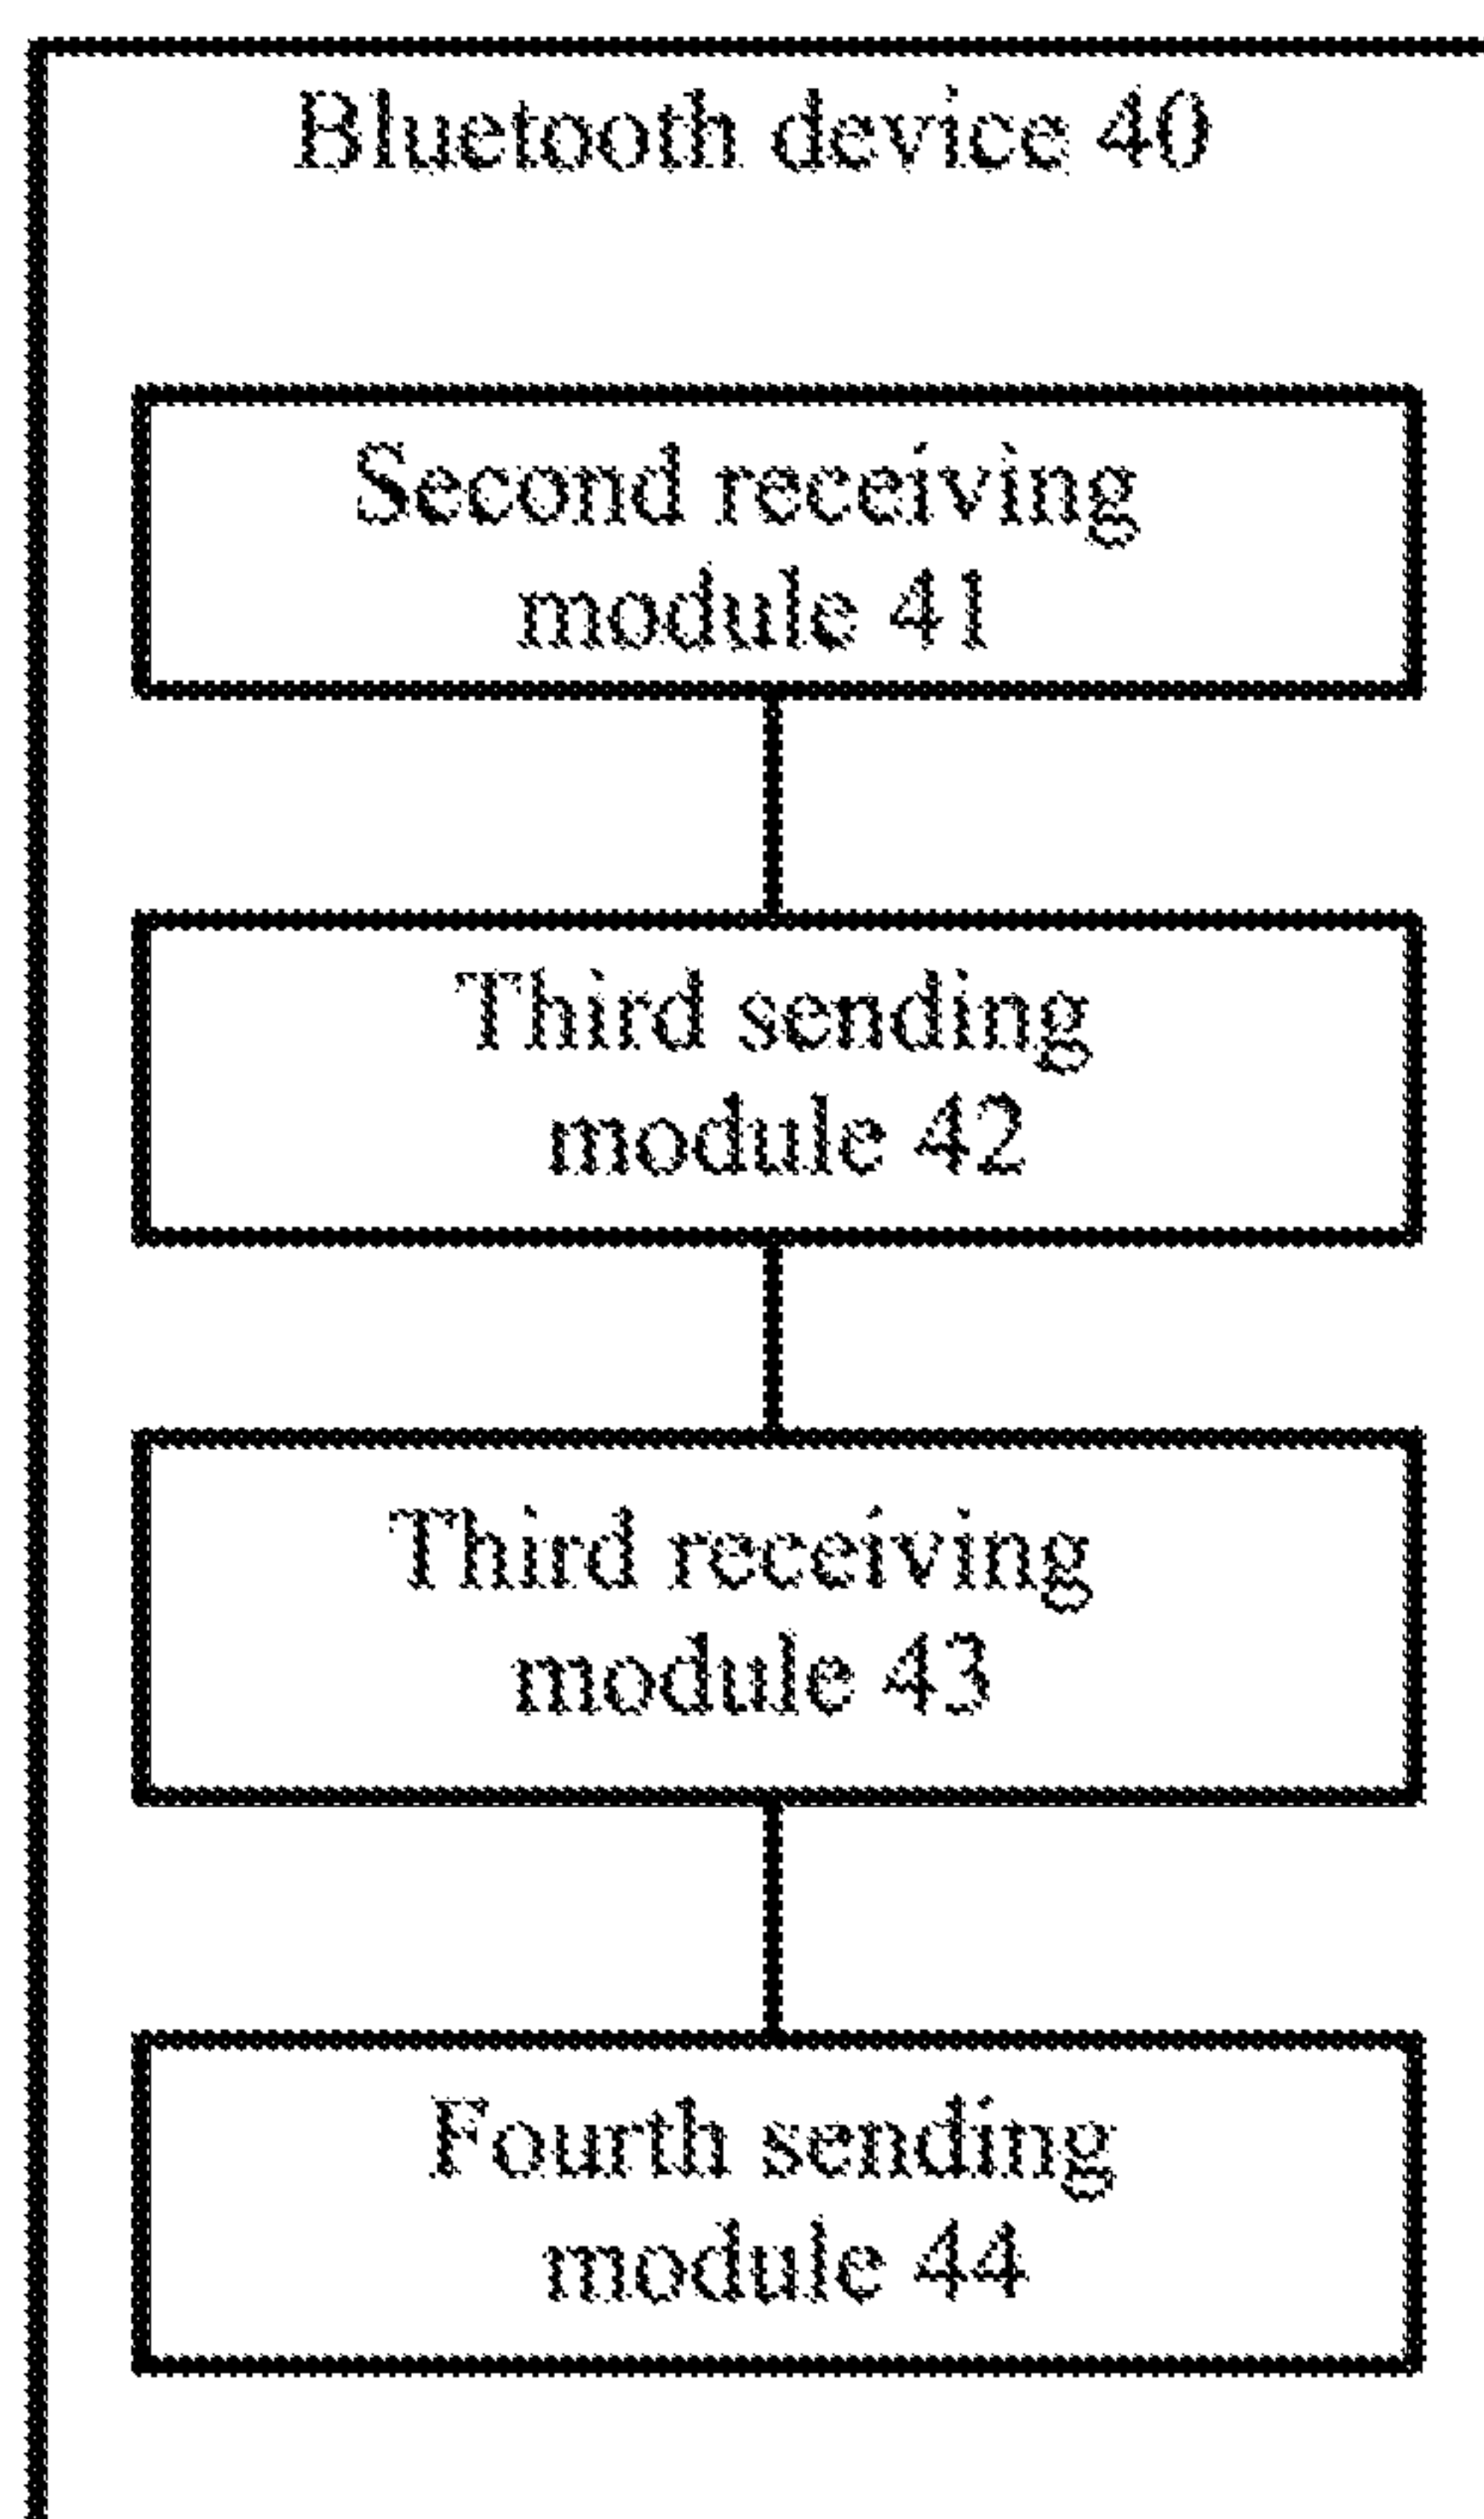 Bluetooth device 40
Second receiving
module 41
Third sending
module 42
Third receiving
module 43
Fourth sending
module 44